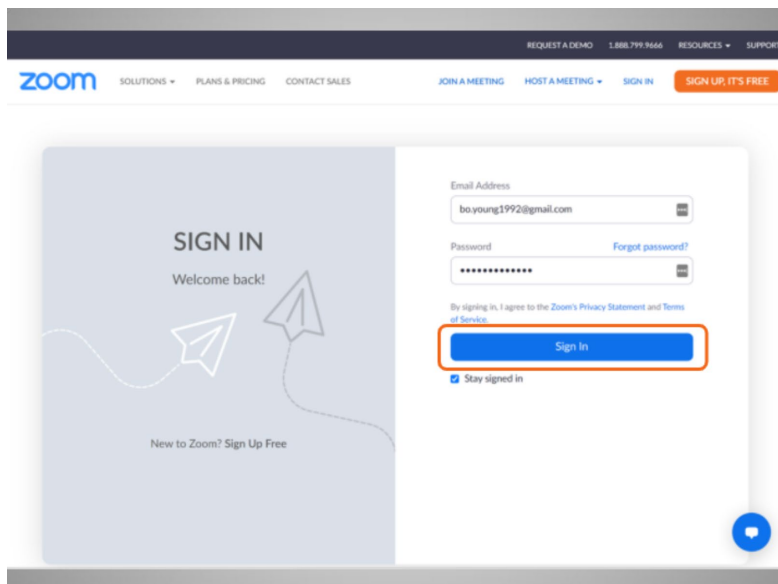 REQUEST A DEMO 1.888.799.9666 RESOURCES SUPPORT
zoom SOLUTIONS PLANS & PRICING CONTACT SALES JOIN A MEETING HOST A MEETING SIGN IN SIGN UP, IT'S FREE
SIGN IN
Welcome back!
New to Zoom? Sign Up Free
Email Address
bo.young1992@gmail.com
Password Forgot password?
•••••••••••••
By signing in, I agree to the Zoom's Privacy Statement and Terms
of Service.
Sign In
Stay signed in